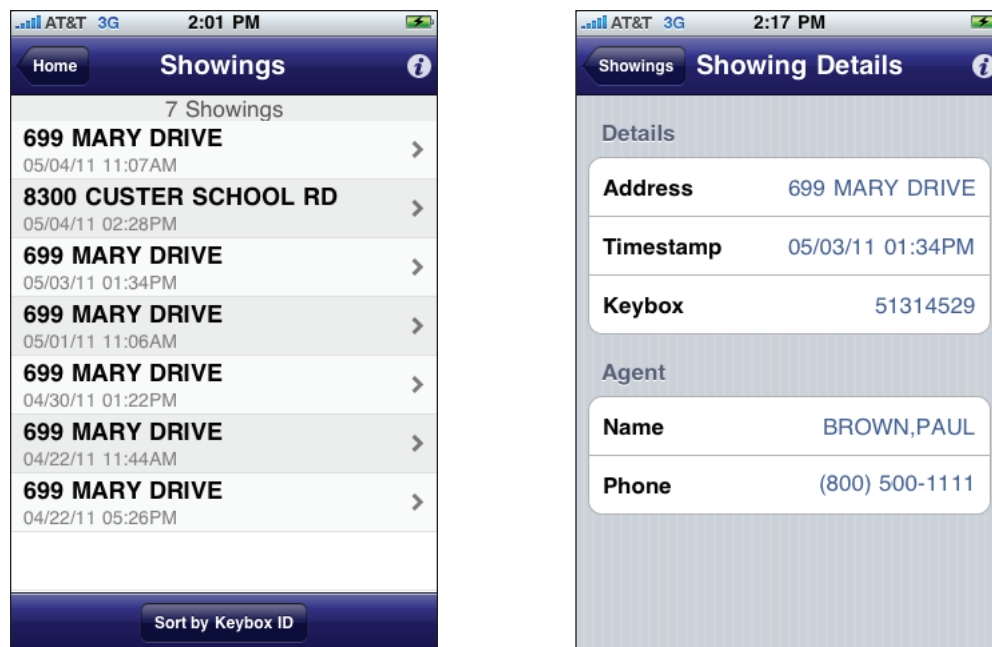 AT&T 3G 2:01 PM
Home Showings i
7 Showings
699 MARY DRIVE
05/04/11 11:07AM
8300 CUSTER SCHOOL RD
05/04/11 02:28PM
699 MARY DRIVE
05/03/11 01:34PM
699 MARY DRIVE
05/01/11 11:06AM
699 MARY DRIVE
04/30/11 01:22PM
699 MARY DRIVE
04/22/11 11:44AM
699 MARY DRIVE
04/22/11 05:26PM
Sort by Keybox ID
AT&T 3G 2:17 PM
Showings Showing Details i
Details
Address 699 MARY DRIVE
Timestamp 05/03/11 01:34PM
Keybox 51314529
Agent
Name BROWN,PAUL
Phone (800) 500-1111